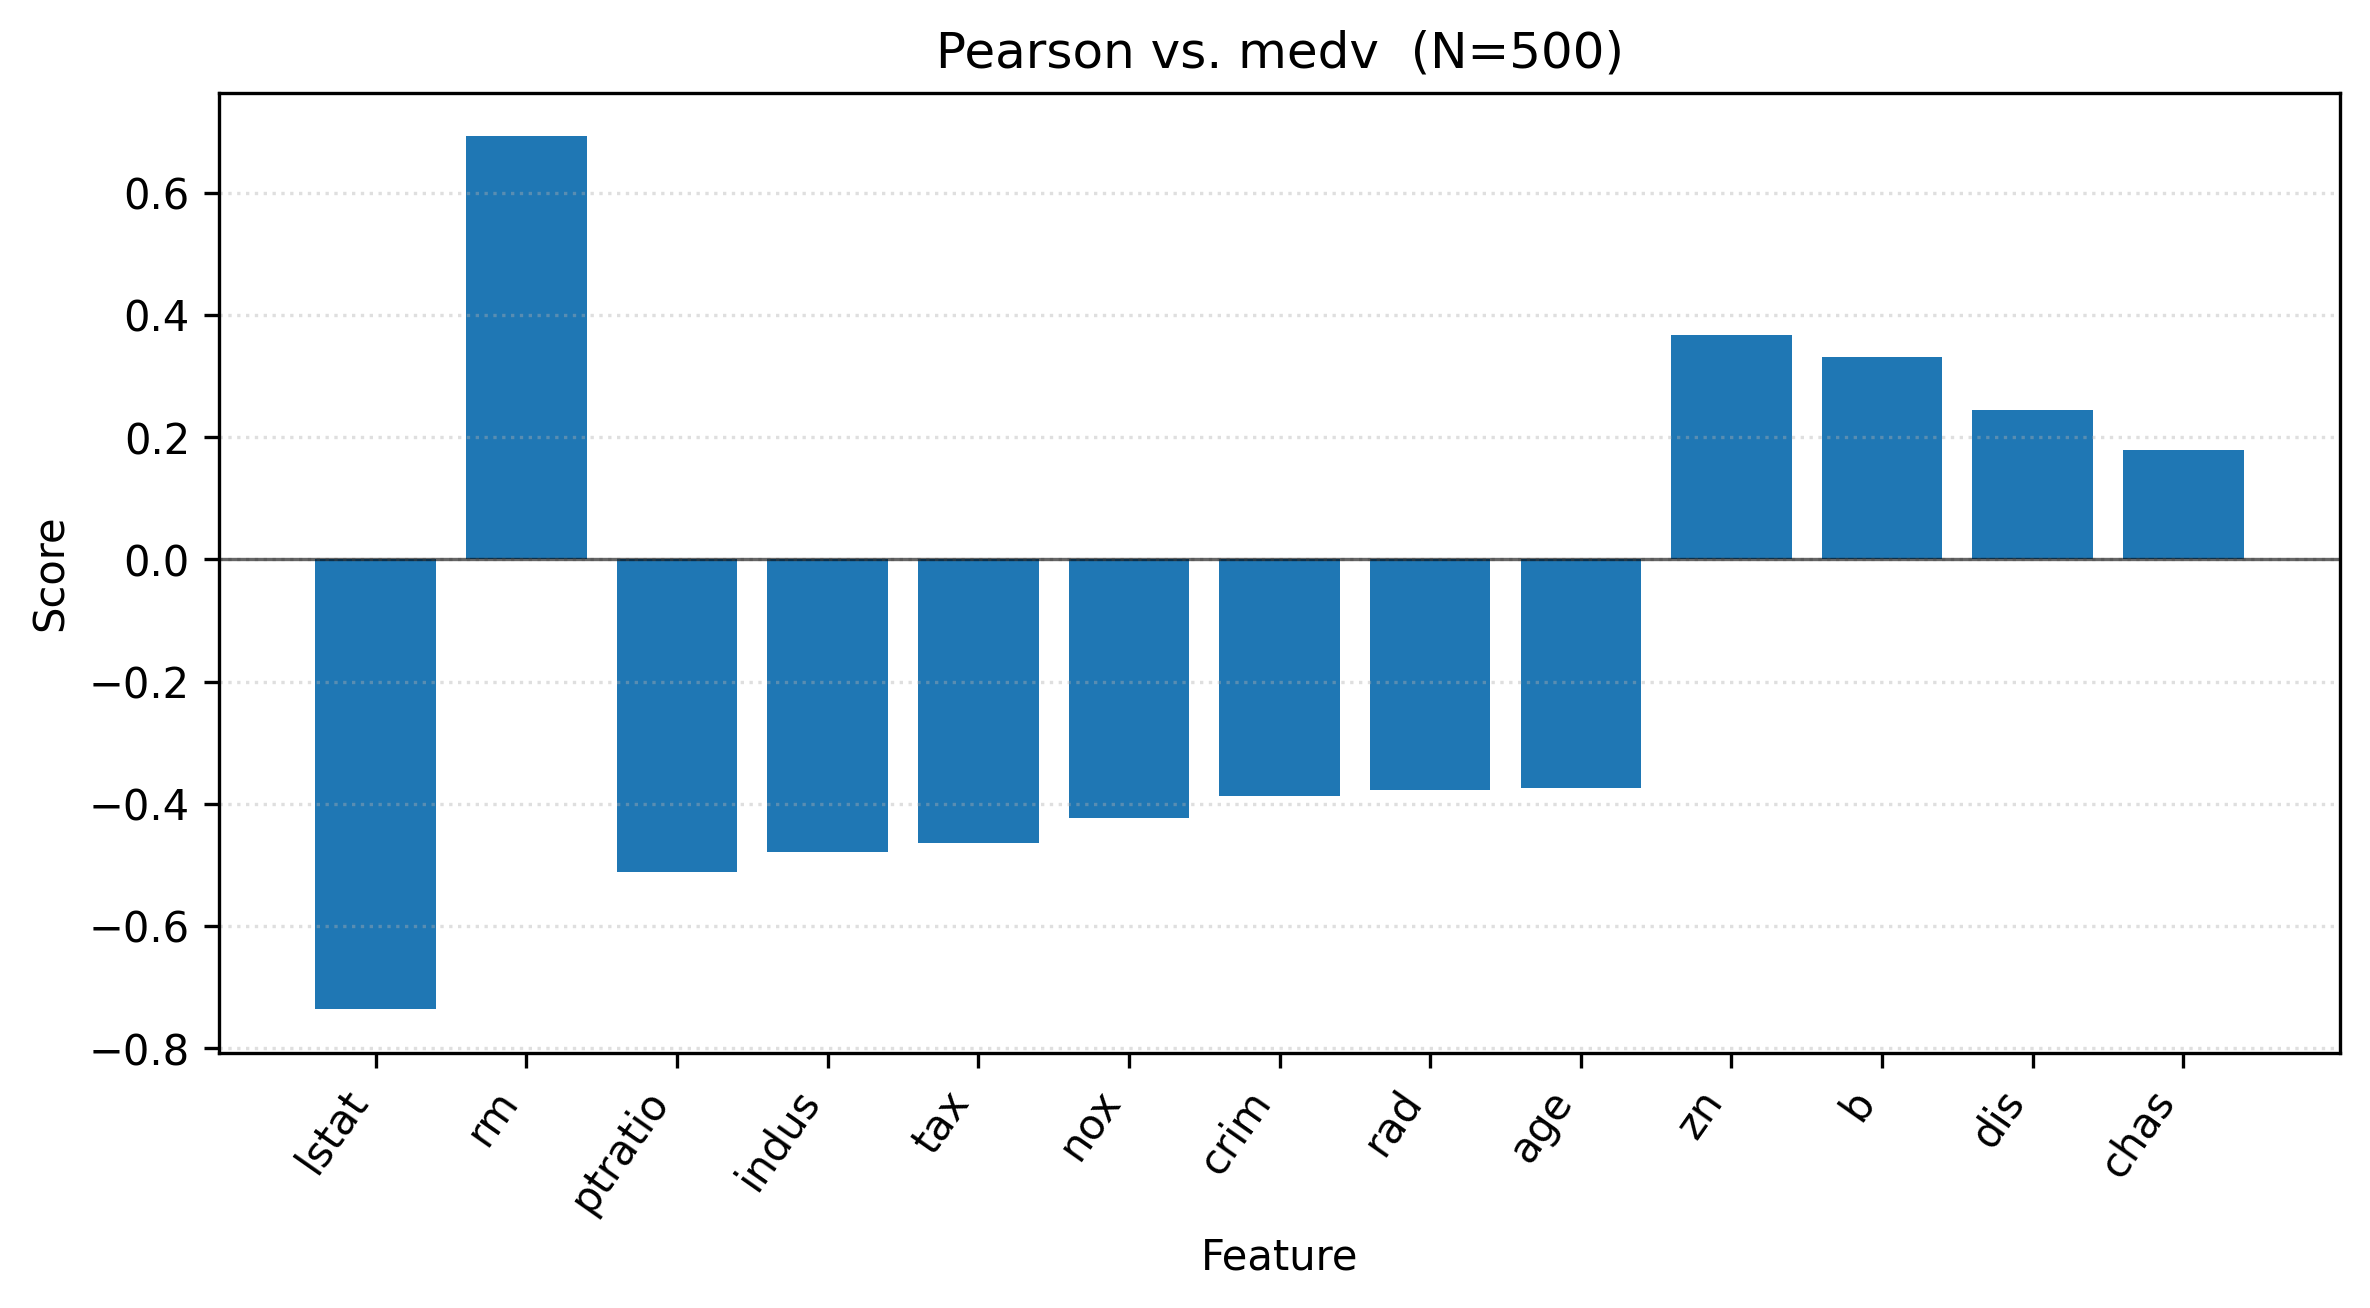 Pearson vs. medv  (N=500)
Score
0.6
0.4
0.2
0.0
−0.2
−0.4
−0.6
−0.8
lstat
rm
ptratio
indus
tax
nox
crim
rad
age
zn
b
dis
chas
Feature